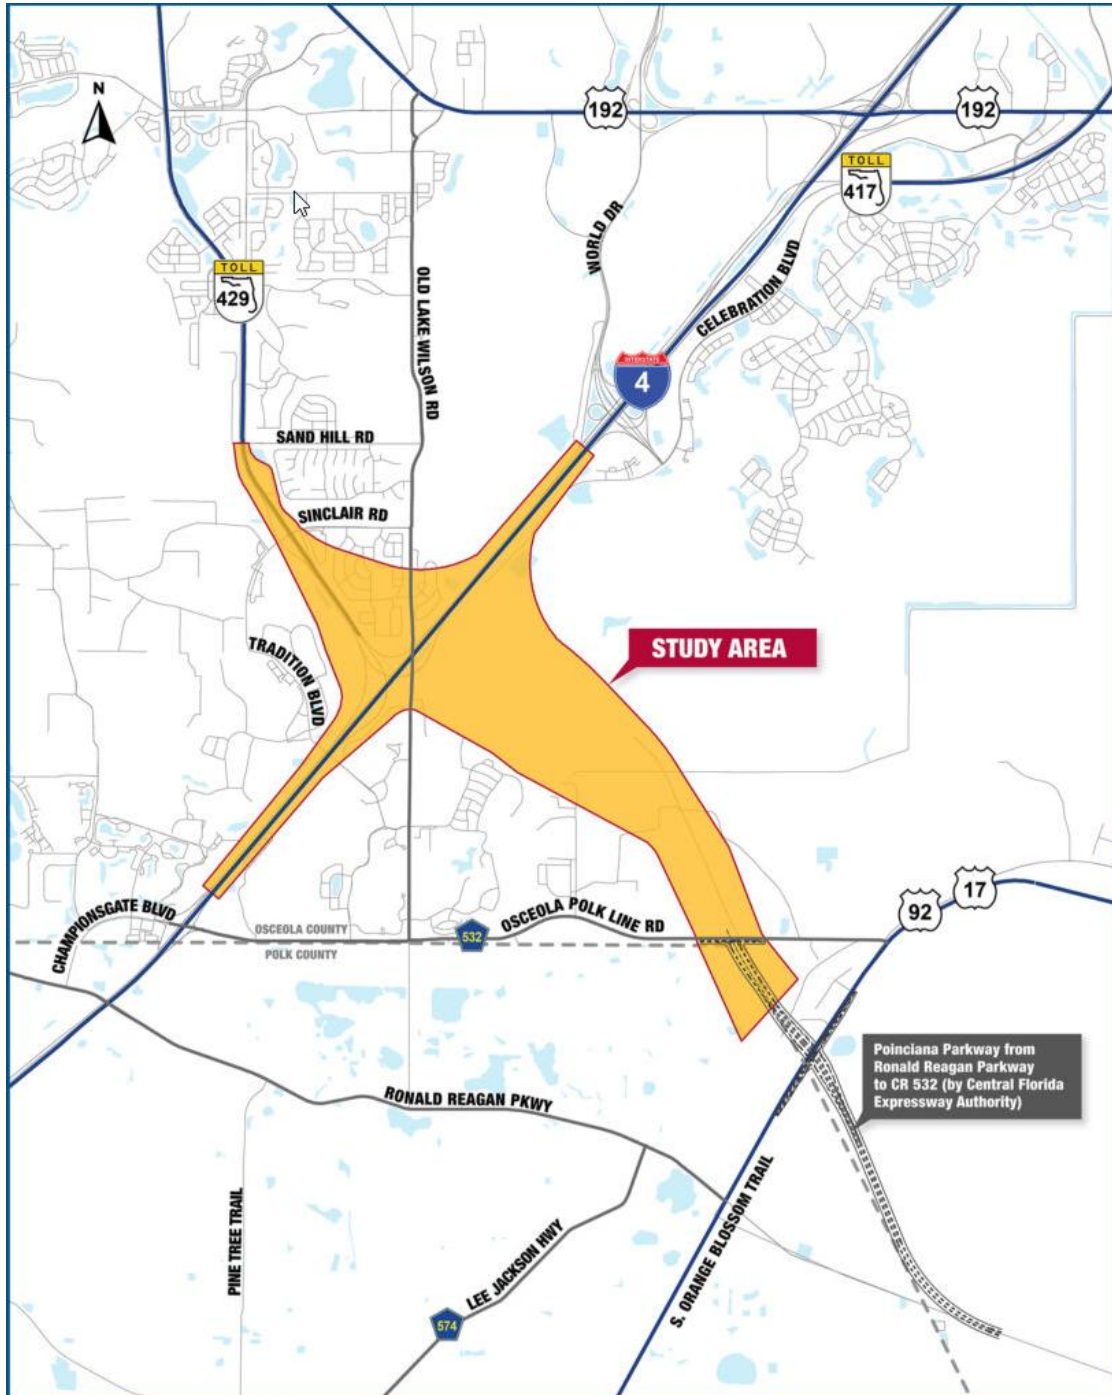 N
192
192
TOLL
417
WORLD DR
CELEBRATION BLVD
OLD LAKE WILSON RD
TOLL
429
INTERSTATE
4
SAND HILL RD
SINCLAIR RD
TRADITION BLVD
STUDY AREA
17
92
CHAMPIONSGATE BLVD
OSCEOLA COUNTY
POLK COUNTY
532
OSCEOLA POLK LINE RD
Poinciana Parkway from
Ronald Reagan Parkway
to CR 532 (by Central Florida
Expressway Authority)
RONALD REAGAN PKWY
PINE TREE TRAIL
LEE JACKSON HWY
574
S. ORANGE BLOSSOM TRAIL